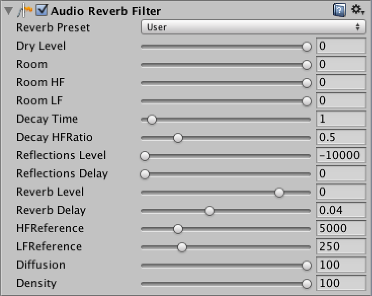 Audio Reverb Filter
Reverb Preset User
Dry Level 0
Room 0
Room HF 0
Room LF 0
Decay Time 1
Decay HFRatio 0.5
Reflections Level -10000
Reflections Delay 0
Reverb Level 0
Reverb Delay 0.04
HFReference 5000
LFReference 250
Diffusion 100
Density 100